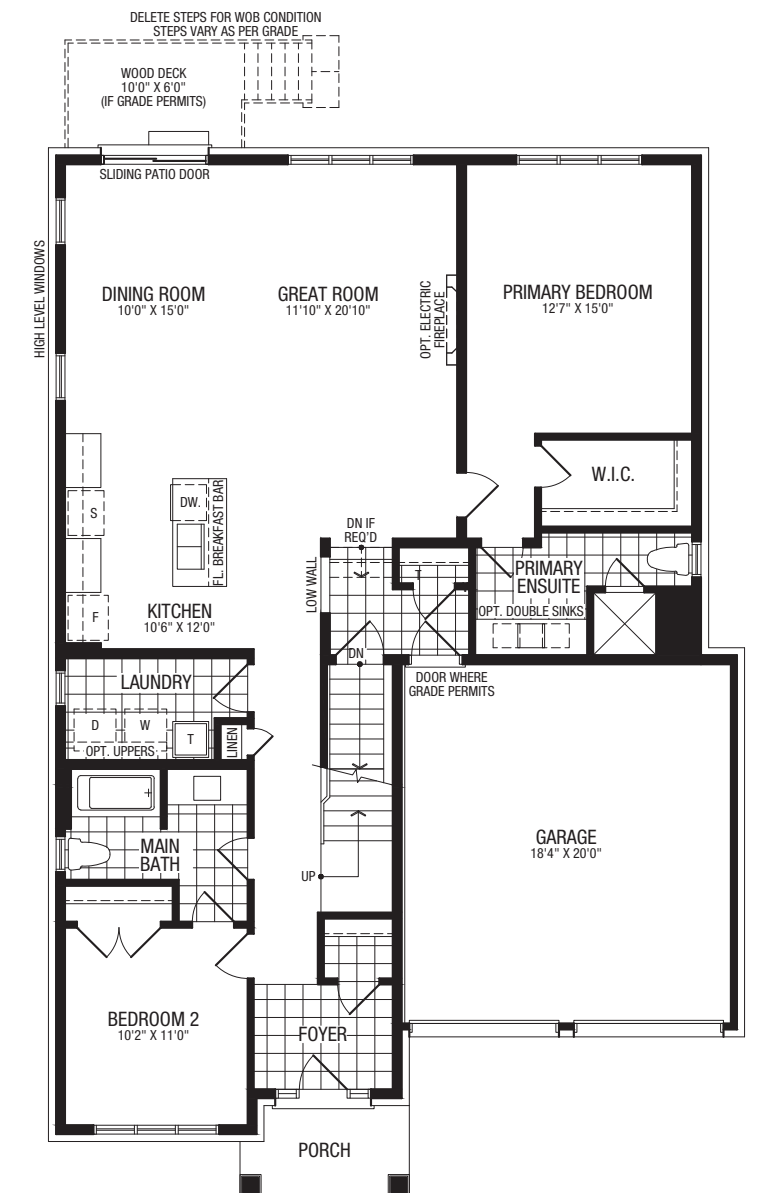 DELETE STEPS FOR WOB CONDITION
STEPS VARY AS PER GRADE
WOOD DECK
10'0" X 6'0"
(IF GRADE PERMITS)
SLIDING PATIO DOOR
HIGH LEVEL WINDOWS
DINING ROOM
10'0" X 15'0"
GREAT ROOM
11'10" X 20'10"
OPT. ELECTRIC
FIREPLACE
PRIMARY BEDROOM
12'7" X 15'0"
W.I.C.
S
DW.
FL. BREAKFAST BAR
F
KITCHEN
10'6" X 12'0"
DN IF
REQ'D
LOW WALL
T
PRIMARY
ENSUITE
OPT. DOUBLE SINKS
DN
DOOR WHERE
GRADE PERMITS
LAUNDRY
D
W
T
OPT. UPPERS
LINEN
MAIN
BATH
UP
GARAGE
18'4" X 20'0"
BEDROOM 2
10'2" X 11'0"
FOYER
PORCH